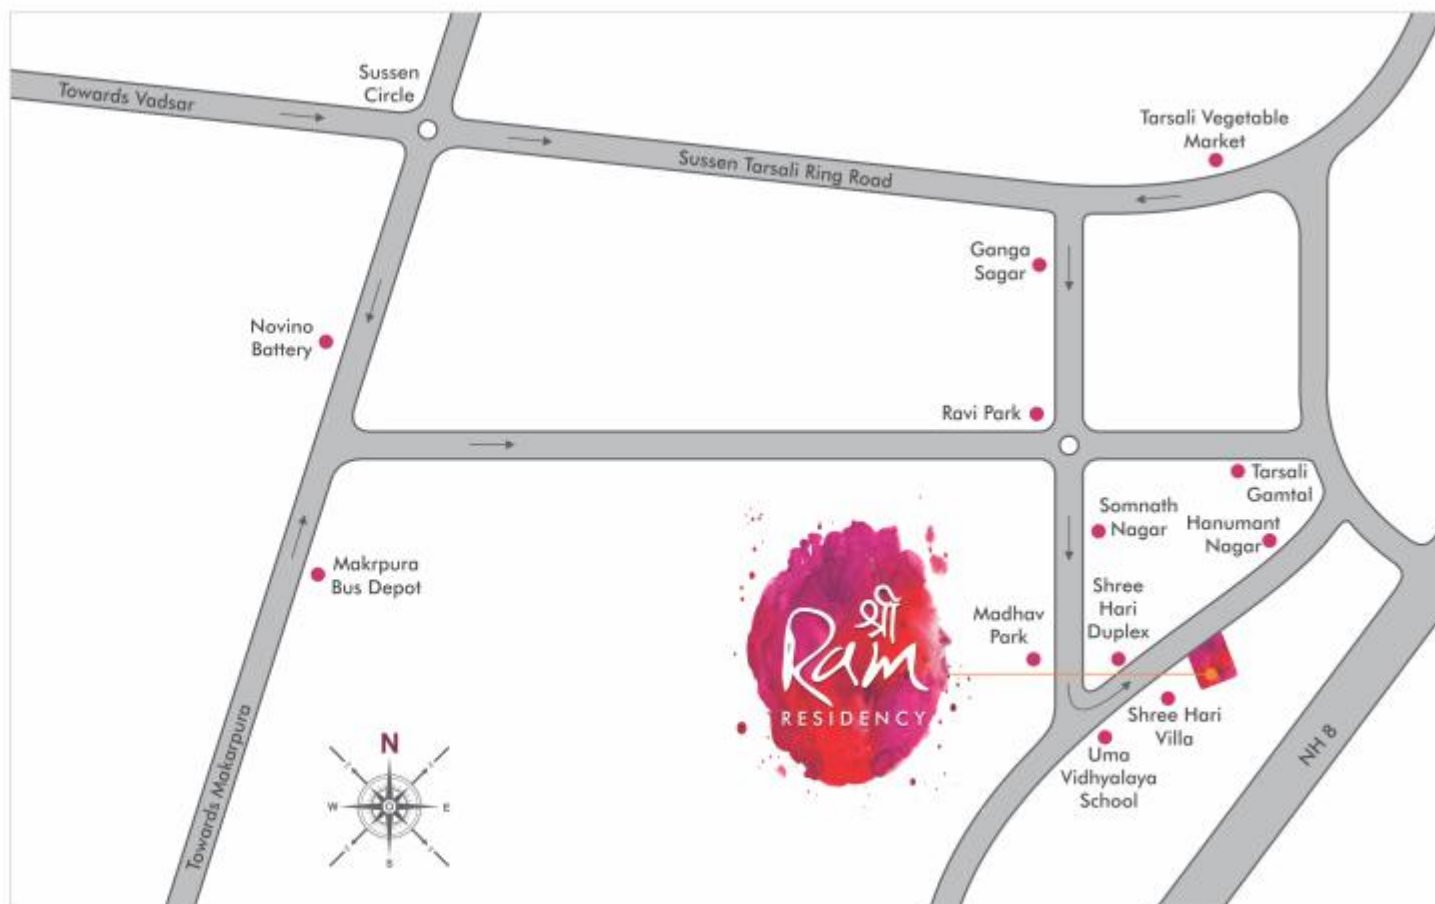 Sussen
Circle
Towards Vadsar
Tarsali Vegetable
Market
Sussen Tarsali Ring Road
Ganga
Sagar
Novino
Battery
Ravi Park
Tarsali
Gamtal
Somnath
Nagar
Hanumant
Nagar
Makrpura
Bus Depot
Shree
Hari
Duplex
Madhav
Park
श्री
Ram
RESIDENCY
Shree Hari
Villa
Uma
Vidhyalaya
School
NH 8
Towards Makarpura
N
W
E
S